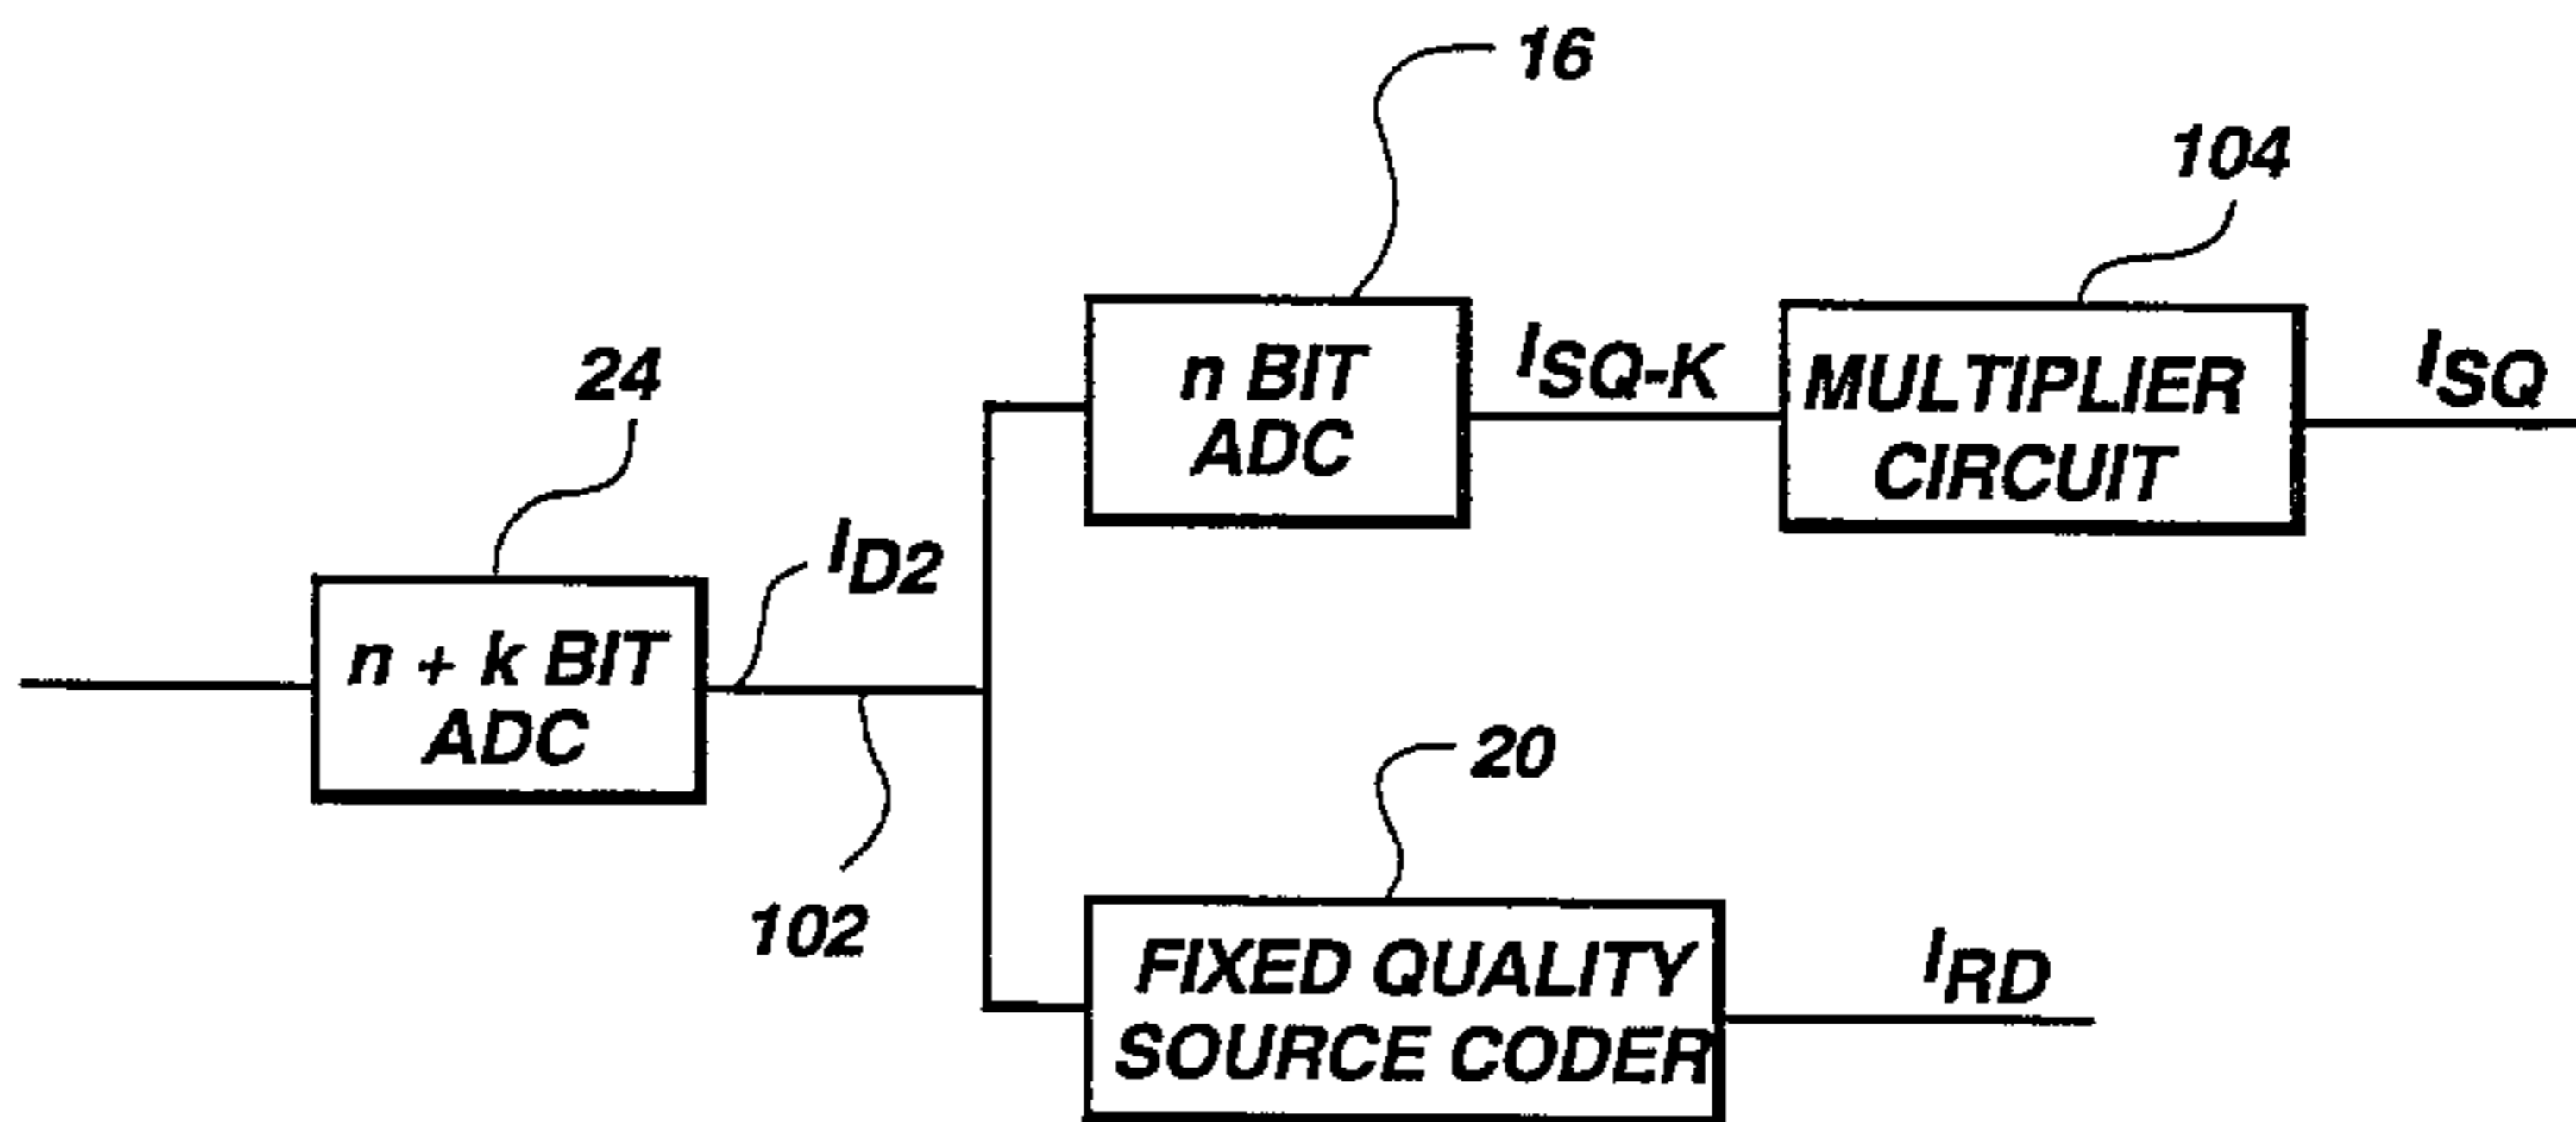 16
104
24
n BIT
ADC
I_SQ-K
MULTIPLIER
CIRCUIT
I_SQ
I_D2
n + k BIT
ADC
102
20
FIXED QUALITY
SOURCE CODER
I_RD